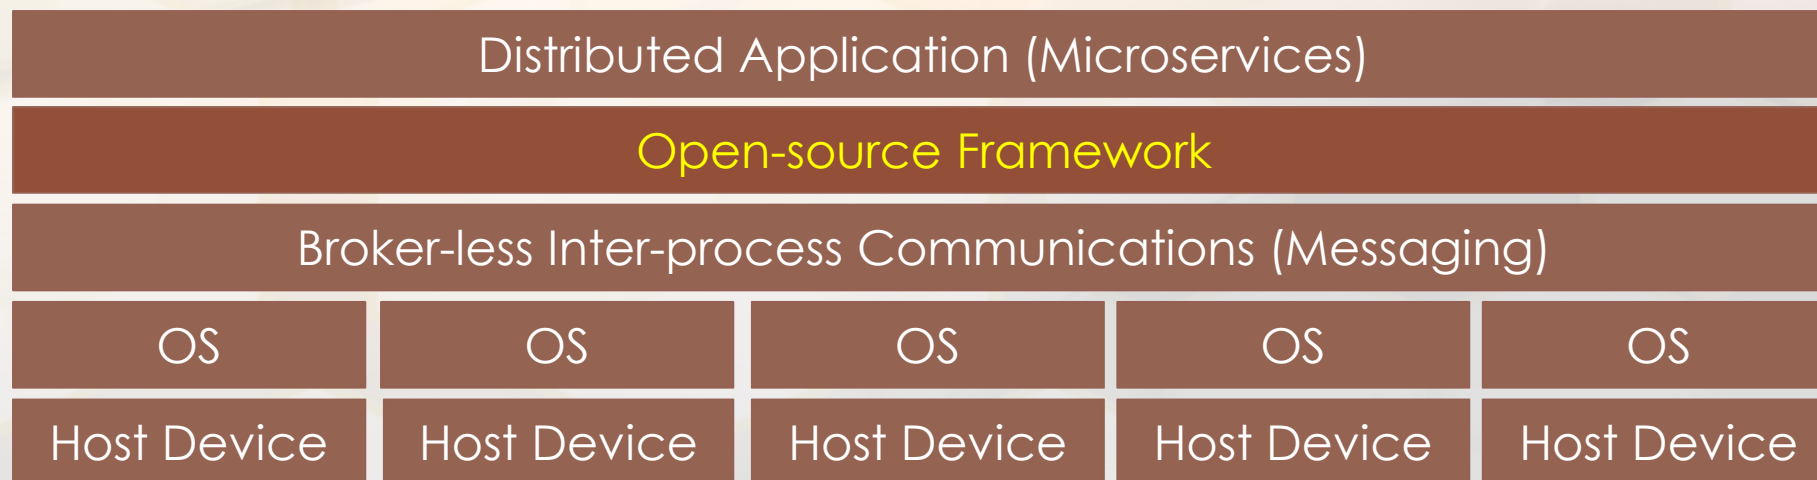 Distributed Application (Microservices)
Open-source Framework
Broker-less Inter-process Communications (Messaging)
OS OS OS OS OS
Host Device Host Device Host Device Host Device Host Device